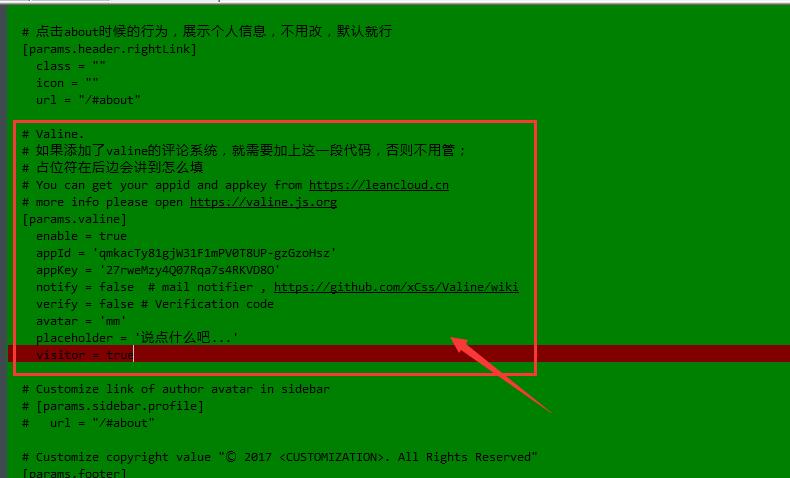 # 点击about时候的行为，展示个人信息，不用改，默认就行
[params.header.rightLink]
class = ""
icon = ""
url = "/#about"
# Valine.
# 如果添加了valine的评论系统，就需要加上这一段代码，否则不用管；
# 占位符在后边会讲到怎么填
# You can get your appid and appkey from https://leancloud.cn
# more info please open https://valine.js.org
[params.valine]
enable = true
appId = 'qmkacTy81gjW31F1mPV0T8UP-gzGzoHsz'
appKey = '27rweMzy4Q07Rqa7s4RKVD8O'
notify = false  # mail notifier , https://github.com/xCss/Valine/wiki
verify = false # Verification code
avatar = 'mm'
placeholder = '说点什么吧...'
visitor = true
# Customize link of author avatar in sidebar
# [params.sidebar.profile]
#   url = "/#about"
# Customize copyright value "© 2017 <CUSTOMIZATION>. All Rights Reserved"
[params.footer]